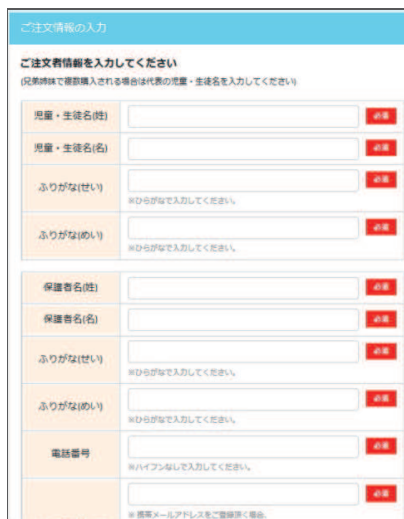 ご注文情報の入力
ご注文者情報を入力してください
(兄弟姉妹で複数購入される場合は代表の児童・生徒名を入力してください)
児童・生徒名(姓) 必須
児童・生徒名(名) 必須
ふりがな(せい) 必須
※ひらがなで入力してください。
ふりがな(めい) 必須
※ひらがなで入力してください。
保護者名(姓) 必須
保護者名(名) 必須
ふりがな(せい) 必須
※ひらがなで入力してください。
ふりがな(めい) 必須
※ひらがなで入力してください。
電話番号 必須
※ハイフンなしで入力してください。
必須
※ 携帯メールアドレスをご登録頂く場合、